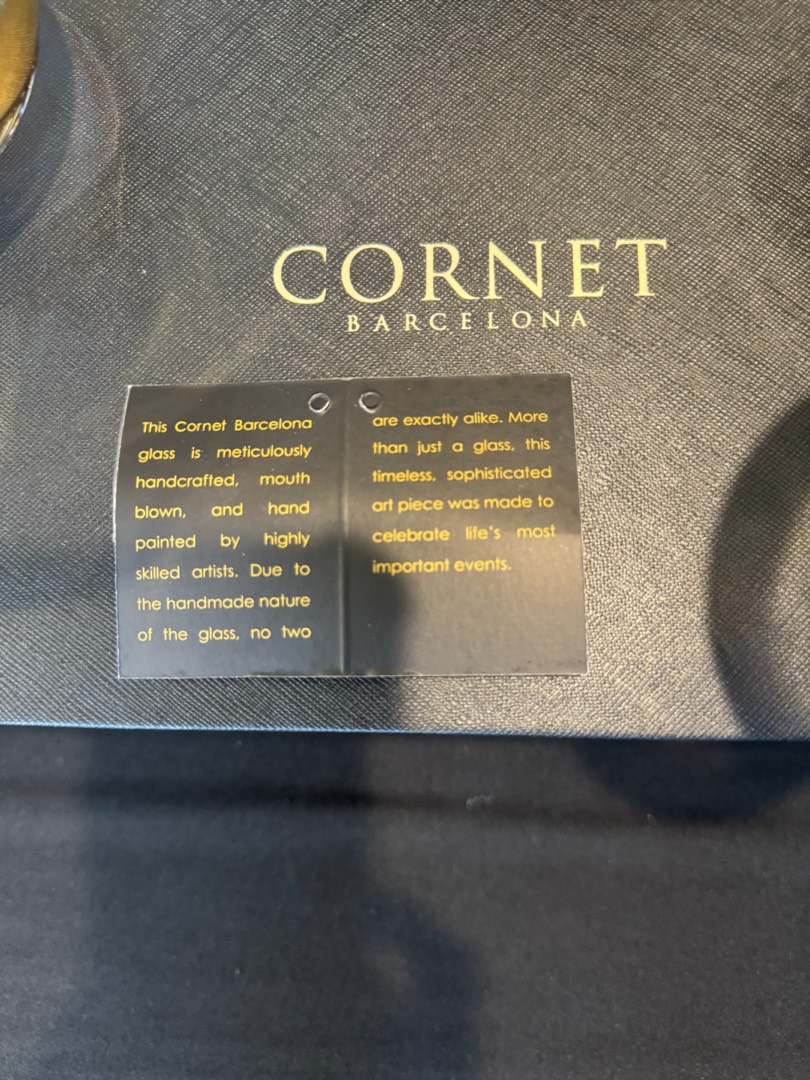 CORNET
BARCELONA
This Cornet Barcelona
glass is meticulously
handcrafted, mouth
blown, and hand
painted by highly
skilled artists. Due to
the handmade nature
of the glass, no two
are exactly alike. More
than just a glass, this
timeless, sophisticated
art piece was made to
celebrate life's most
important events.